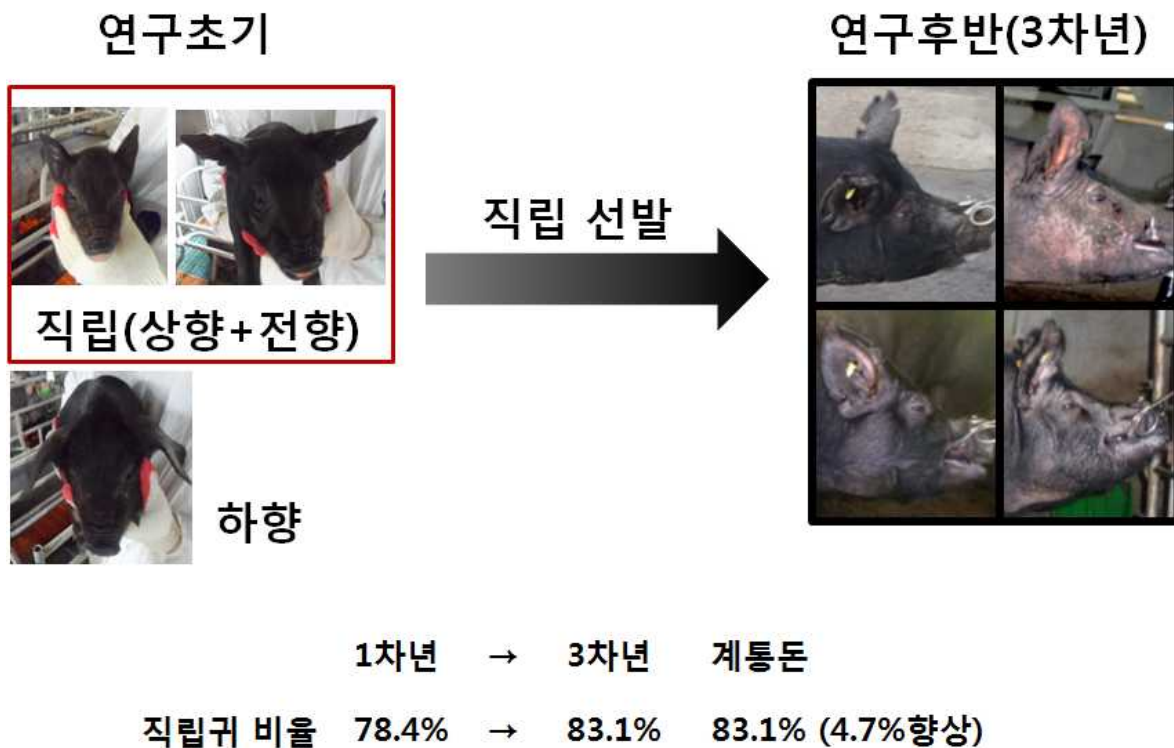 연구초기
연구후반(3차년)
직립 선발
직립(상향+전향)
하향
1차년 → 3차년 계통돈
직립귀 비율 78.4% → 83.1% 83.1% (4.7%향상)